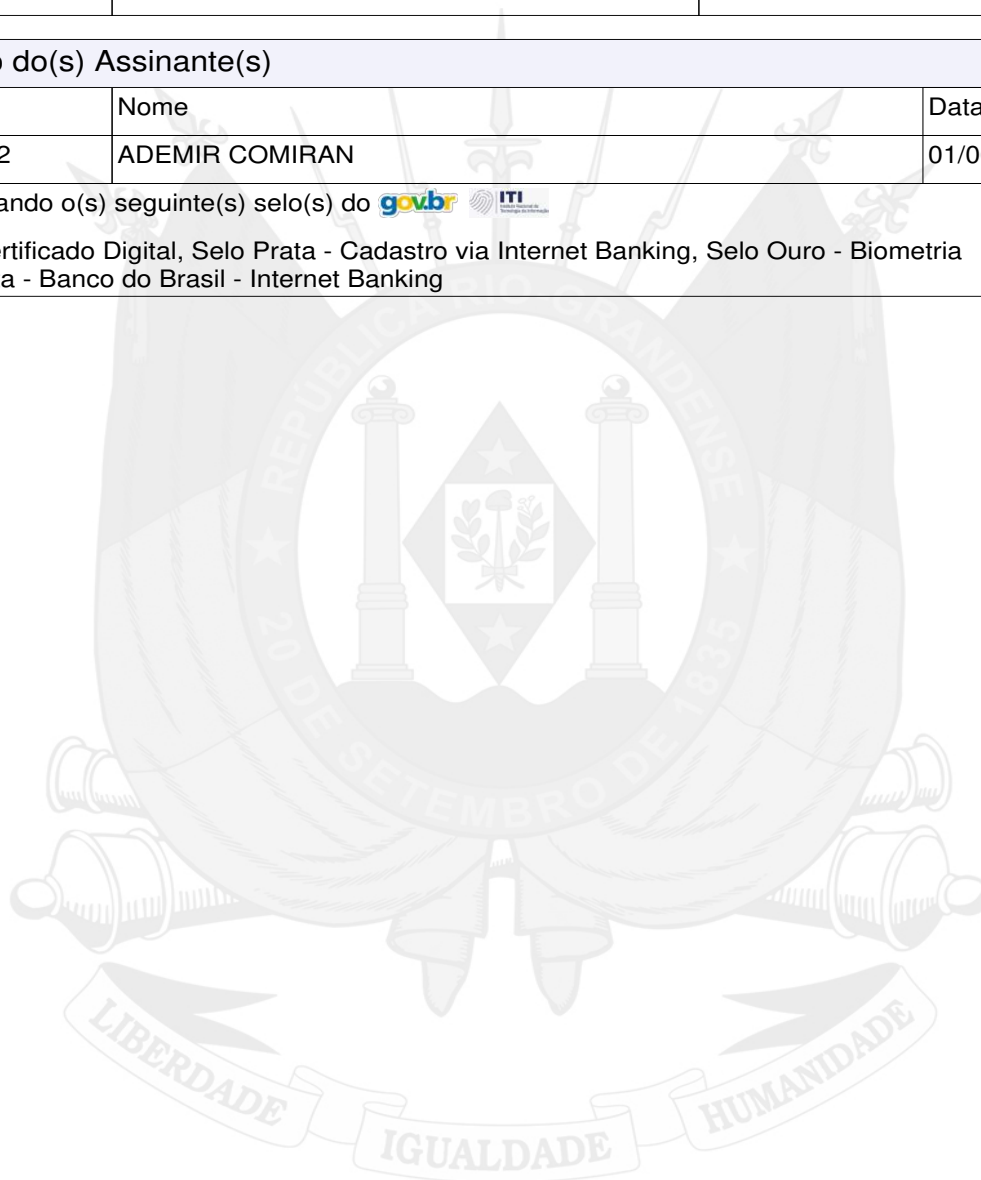 o do(s) Assinante(s)
Nome Data
2 ADEMIR COMIRAN 01/0
ando o(s) seguinte(s) selo(s) do gov.br ITI
rtificado Digital, Selo Prata - Cadastro via Internet Banking, Selo Ouro - Biometria
a - Banco do Brasil - Internet Banking
REPÚBLICA RIO GRANDENSE
20 DE SETEMBRO DE 1835
LIBERDADE IGUALDADE HUMANIDADE